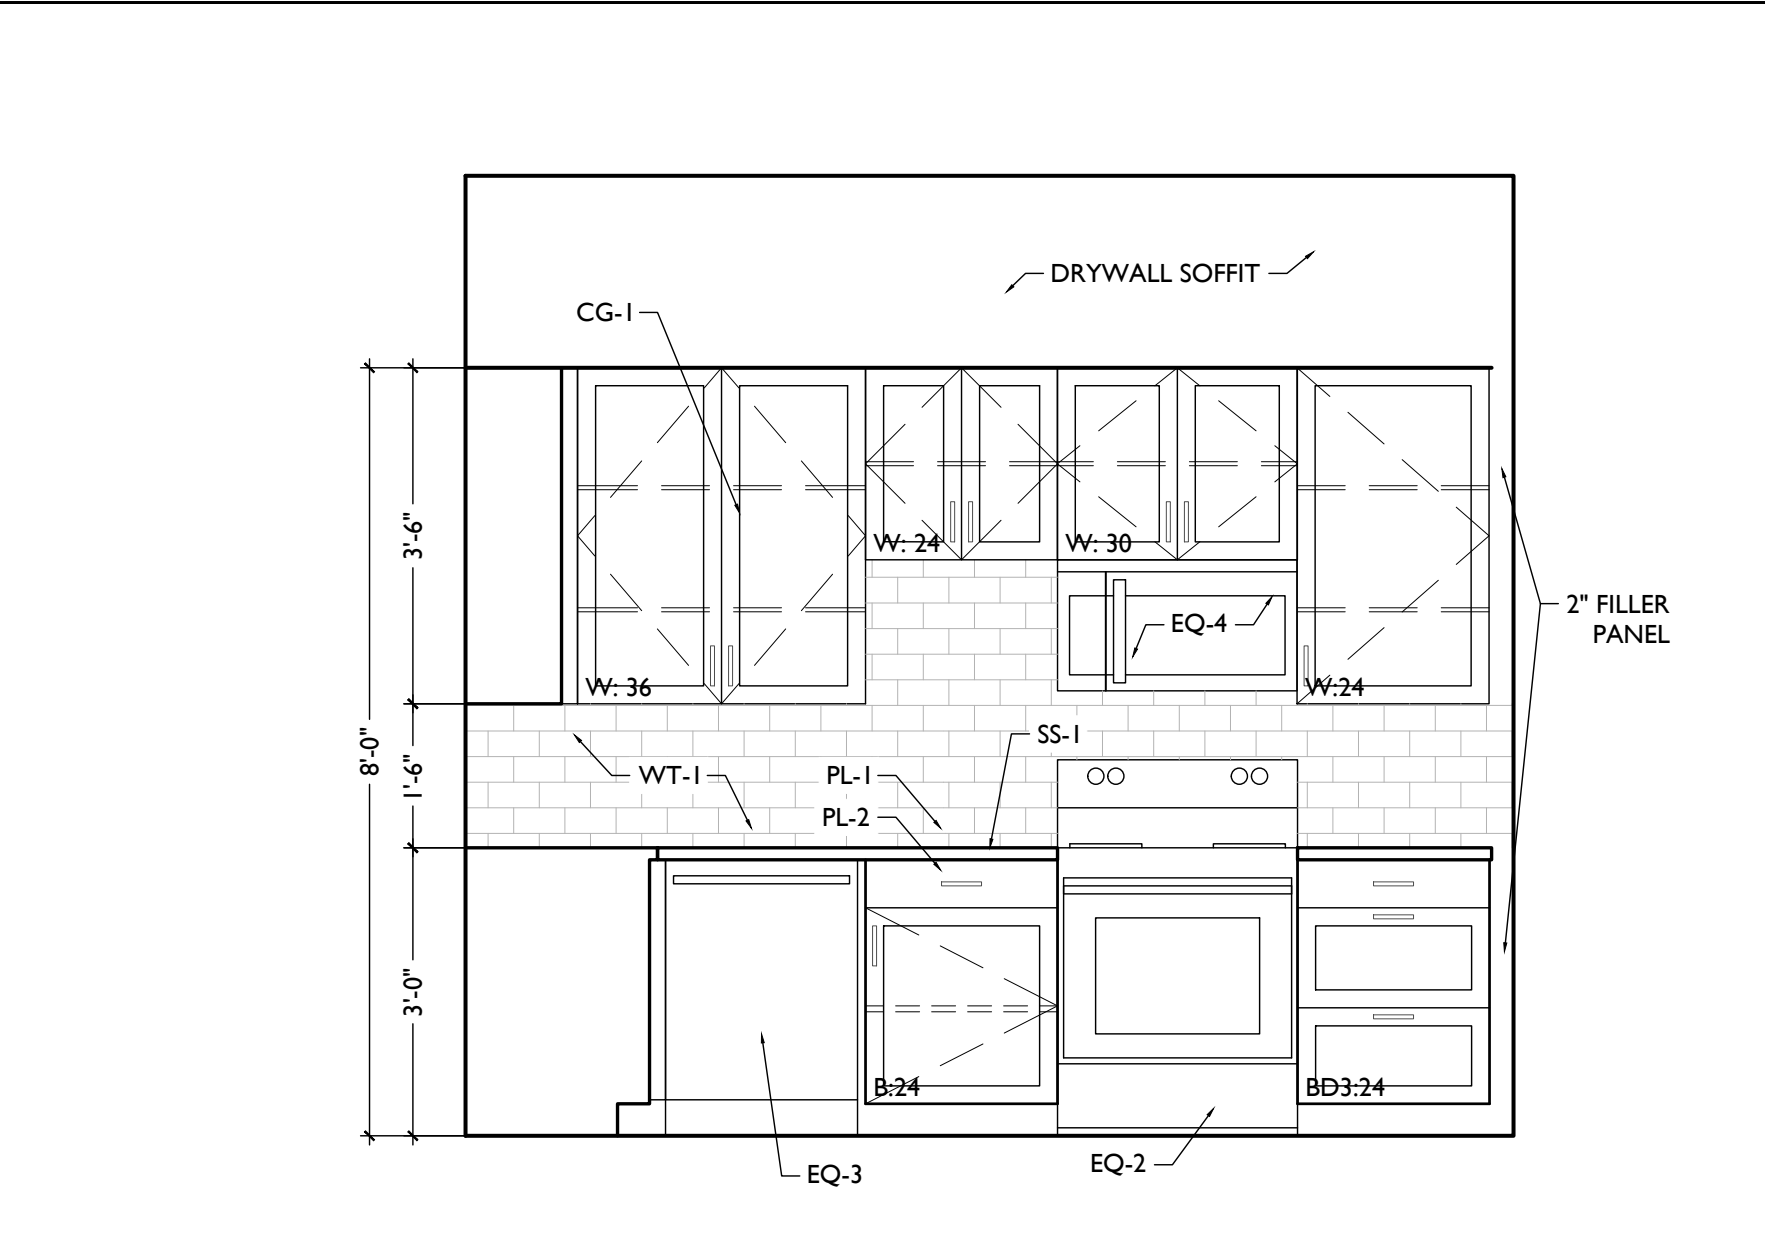 DRYWALL SOFFIT
CG-1
3'-6"
W: 24
W: 30
2" FILLER
PANEL
EQ-4
W: 36
W:24
8'-0"
1'-6"
SS-1
WT-1
PL-1
PL-2
3'-0"
B:24
BD3:24
EQ-3
EQ-2